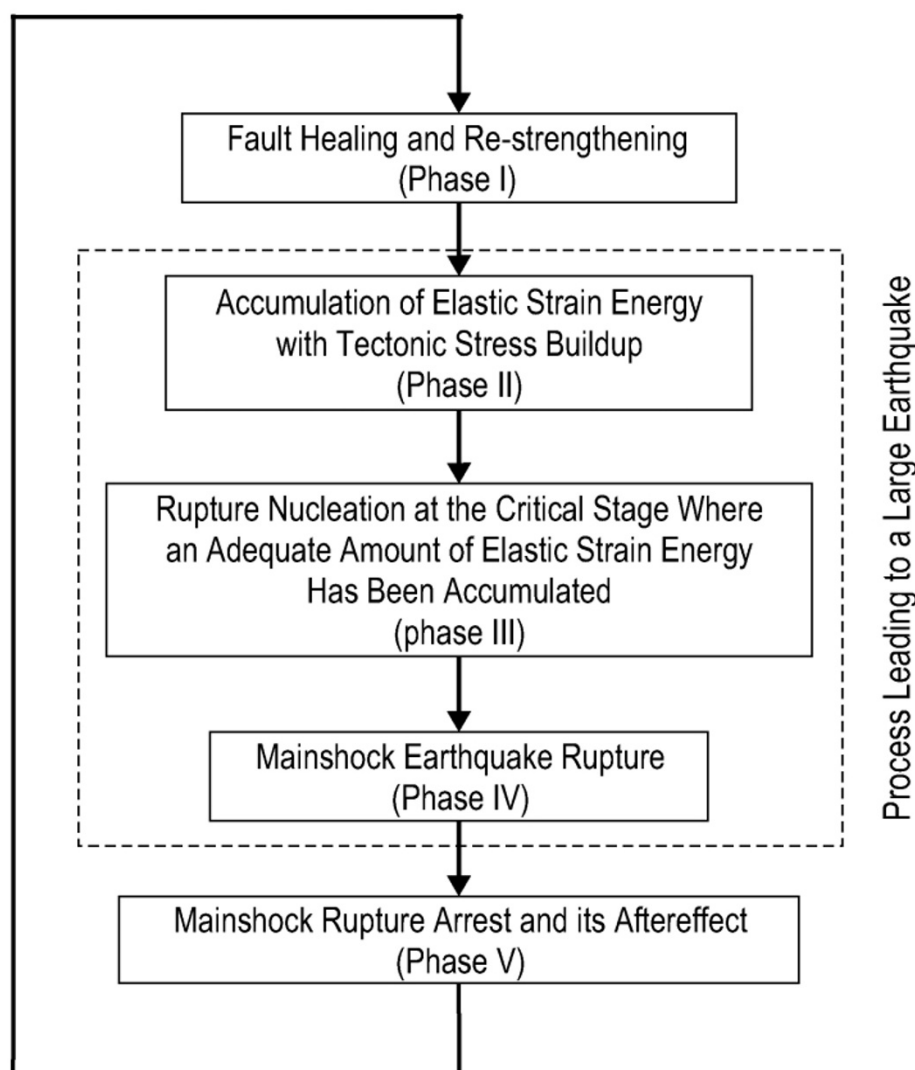 Fault Healing and Re-strengthening
(Phase I)
Accumulation of Elastic Strain Energy
with Tectonic Stress Buildup
(Phase II)
Rupture Nucleation at the Critical Stage Where
an Adequate Amount of Elastic Strain Energy
Has Been Accumulated
(phase III)
Mainshock Earthquake Rupture
(Phase IV)
Process Leading to a Large Earthquake
Mainshock Rupture Arrest and its Aftereffect
(Phase V)